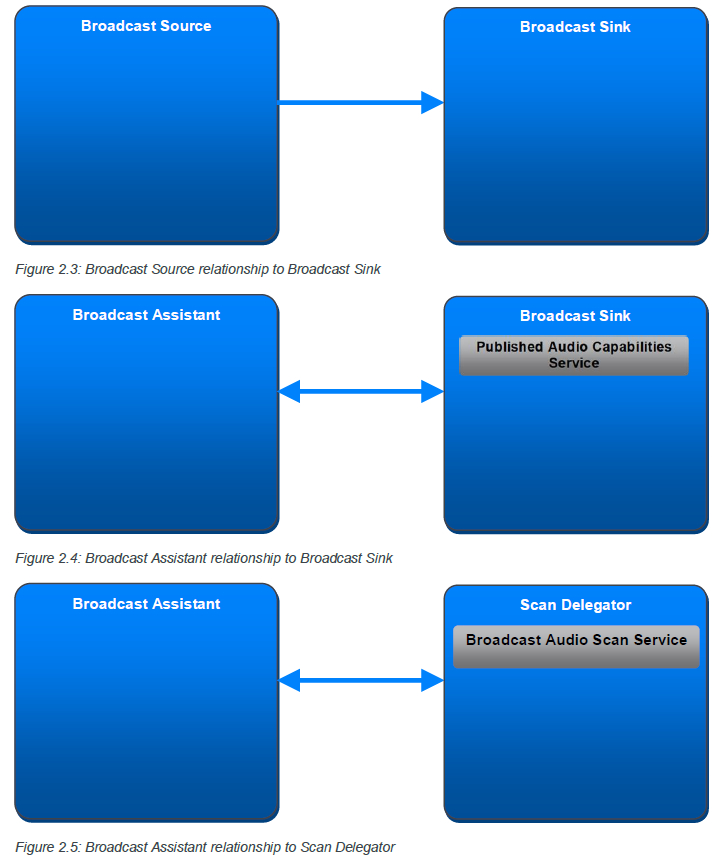 Broadcast Source
Broadcast Sink
Figure 2.3: Broadcast Source relationship to Broadcast Sink
Broadcast Assistant
Broadcast Sink
Published Audio Capabilities
Service
Figure 2.4: Broadcast Assistant relationship to Broadcast Sink
Broadcast Assistant
Scan Delegator
Broadcast Audio Scan Service
Figure 2.5: Broadcast Assistant relationship to Scan Delegator